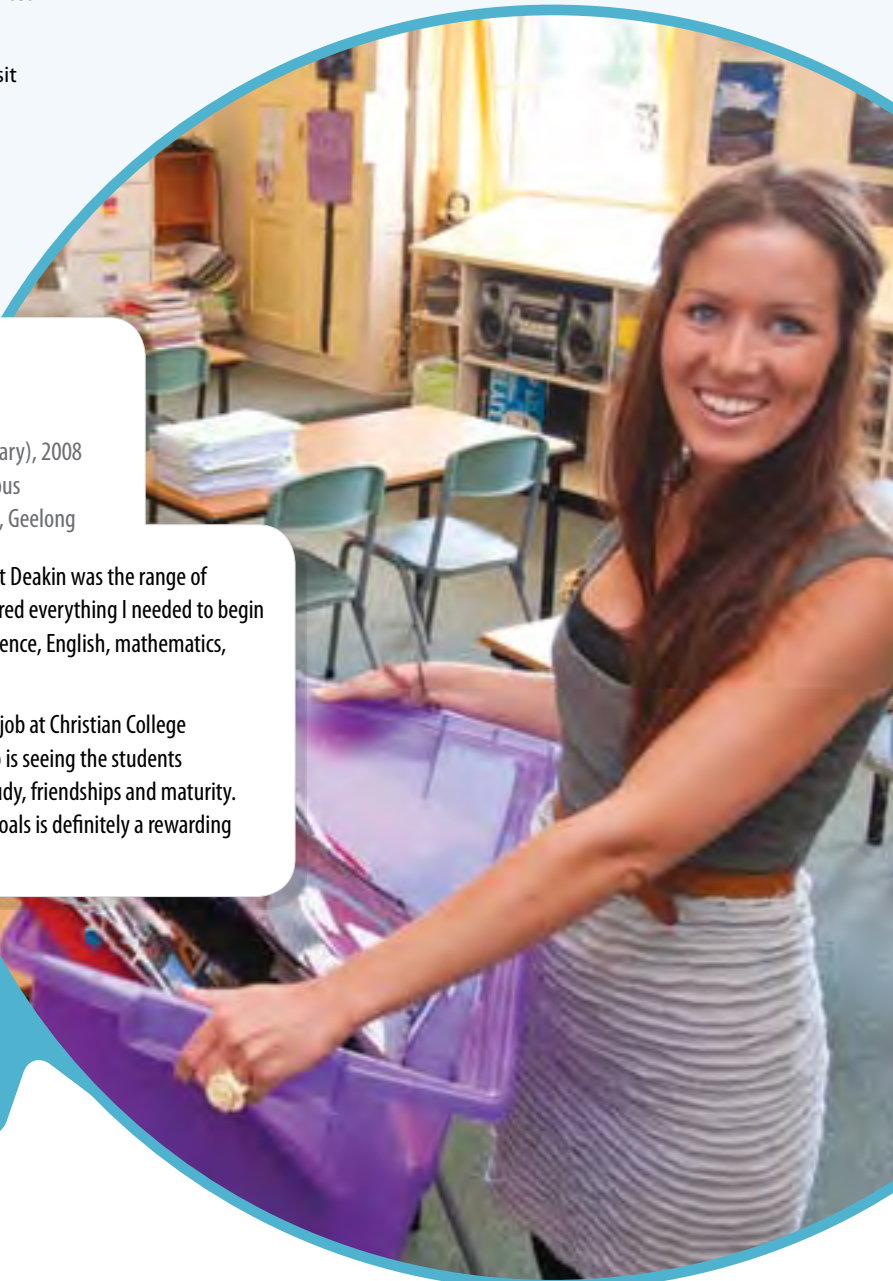 sit
ary), 2008
ous
, Geelong
t Deakin was the range of
red everything I needed to begin
ence, English, mathematics,
job at Christian College
is seeing the students
udy, friendships and maturity.
oals is definitely a rewarding